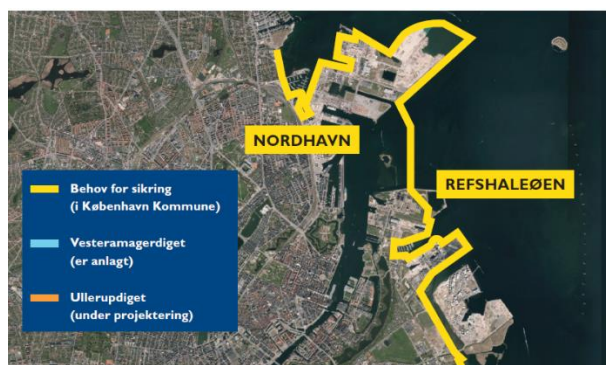 NORDHAVN
REFSHALEØEN
Behov for sikring
(i København Kommune)
Vesteramagerdiget
(er anlagt)
Ullerupdiget
(under projektering)